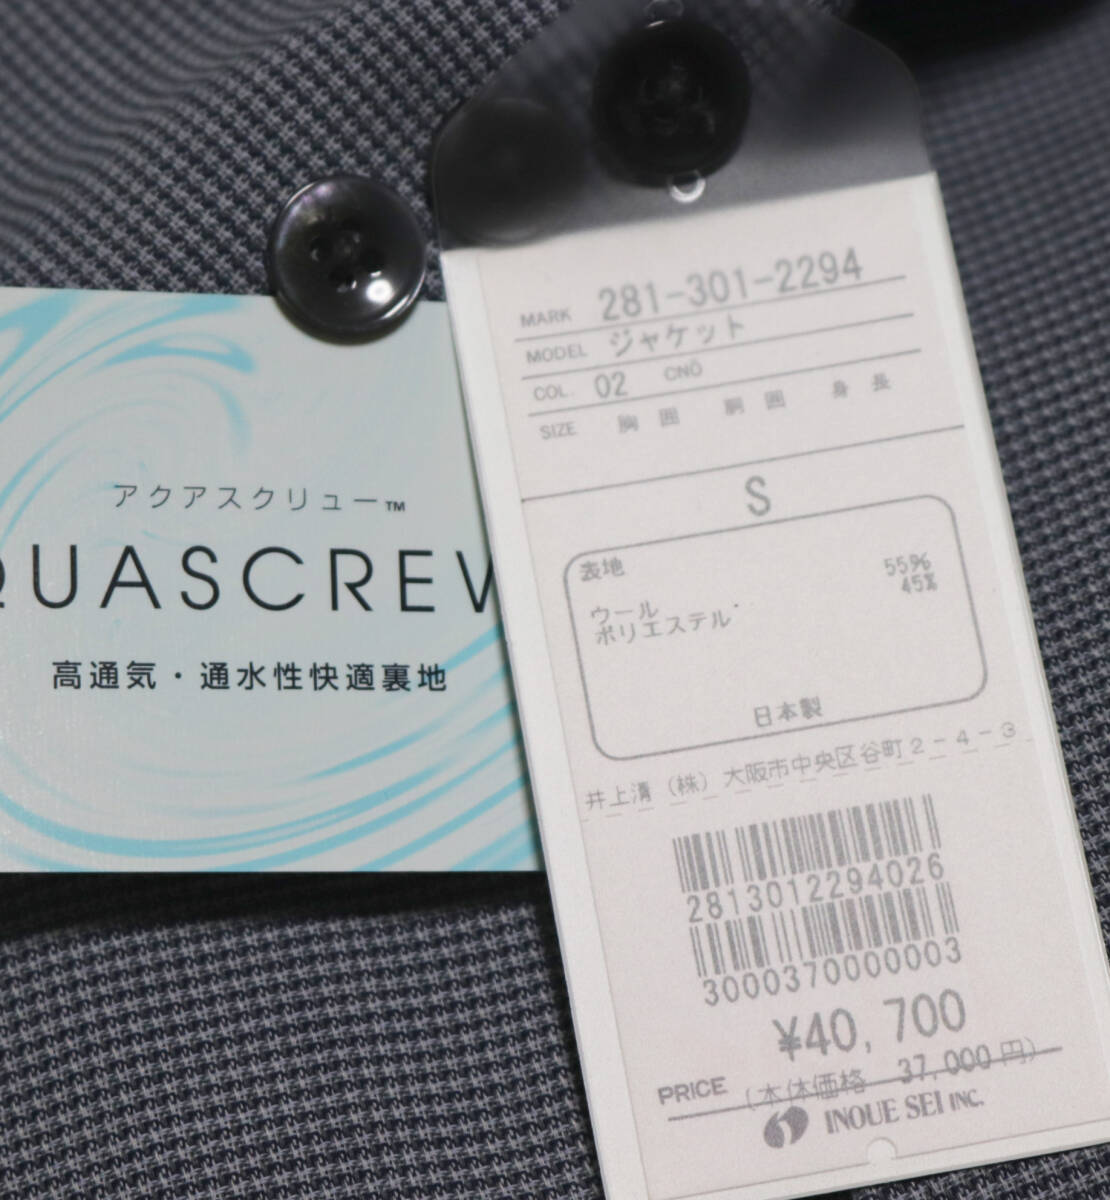 アクアスクリュー™
QUASCREW
高通気・通水性快適裏地
MARK 281-301-2294
MODEL ジャケット
COL. 02 CNO
SIZE 胸囲 胴囲 身長
S
表地 55%
45%
ウール
ポリエステル
日本製
井上清(株)大阪市中央区谷町2-4-3
2813012294026
3000370000003
¥40,700
PRICE (本体価格 37,000円)
INOUE SEI INC.